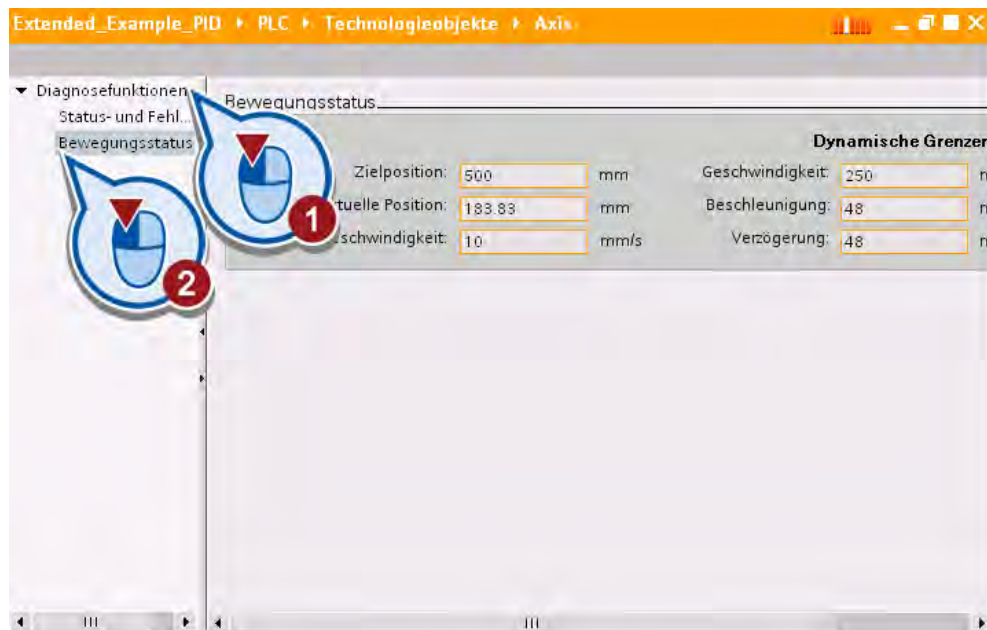 Extended_Example_PID ▸ PLC ▸ Technologieobjekte ▸ Axis
Diagnosefunktionen
Status- und Fehl...
Bewegungsstatus
Bewegungsstatus
Dynamische Grenzen
Zielposition: 500 mm
Geschwindigkeit: 250
tuelle Position: 183.83 mm
Beschleunigung: 48
schwindigkeit: 10 mm/s
Verzögerung: 48
1
2